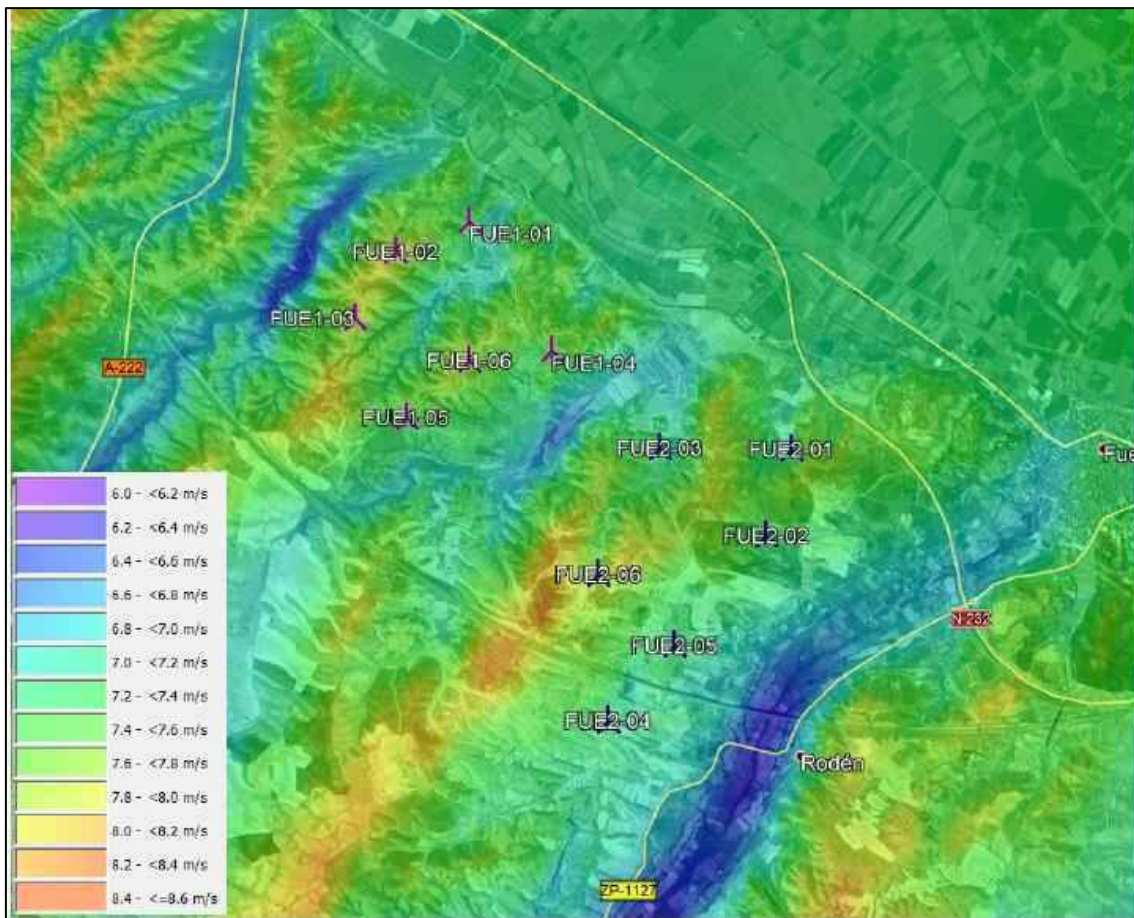 FUE1-01
FUE1-02
FUE1-03
FUE1-06
FUE1-04
A-222
FUE1-05
FUE2-03
FUE2-01
Fue
FUE2-02
FUE2-06
N-232
FUE2-05
FUE2-04
Rodén
ZP-1127
6.0 - <6.2 m/s
6.2 - <6.4 m/s
6.4 - <6.6 m/s
6.6 - <6.8 m/s
6.8 - <7.0 m/s
7.0 - <7.2 m/s
7.2 - <7.4 m/s
7.4 - <7.6 m/s
7.6 - <7.8 m/s
7.8 - <8.0 m/s
8.0 - <8.2 m/s
8.2 - <8.4 m/s
8.4 - <=8.6 m/s